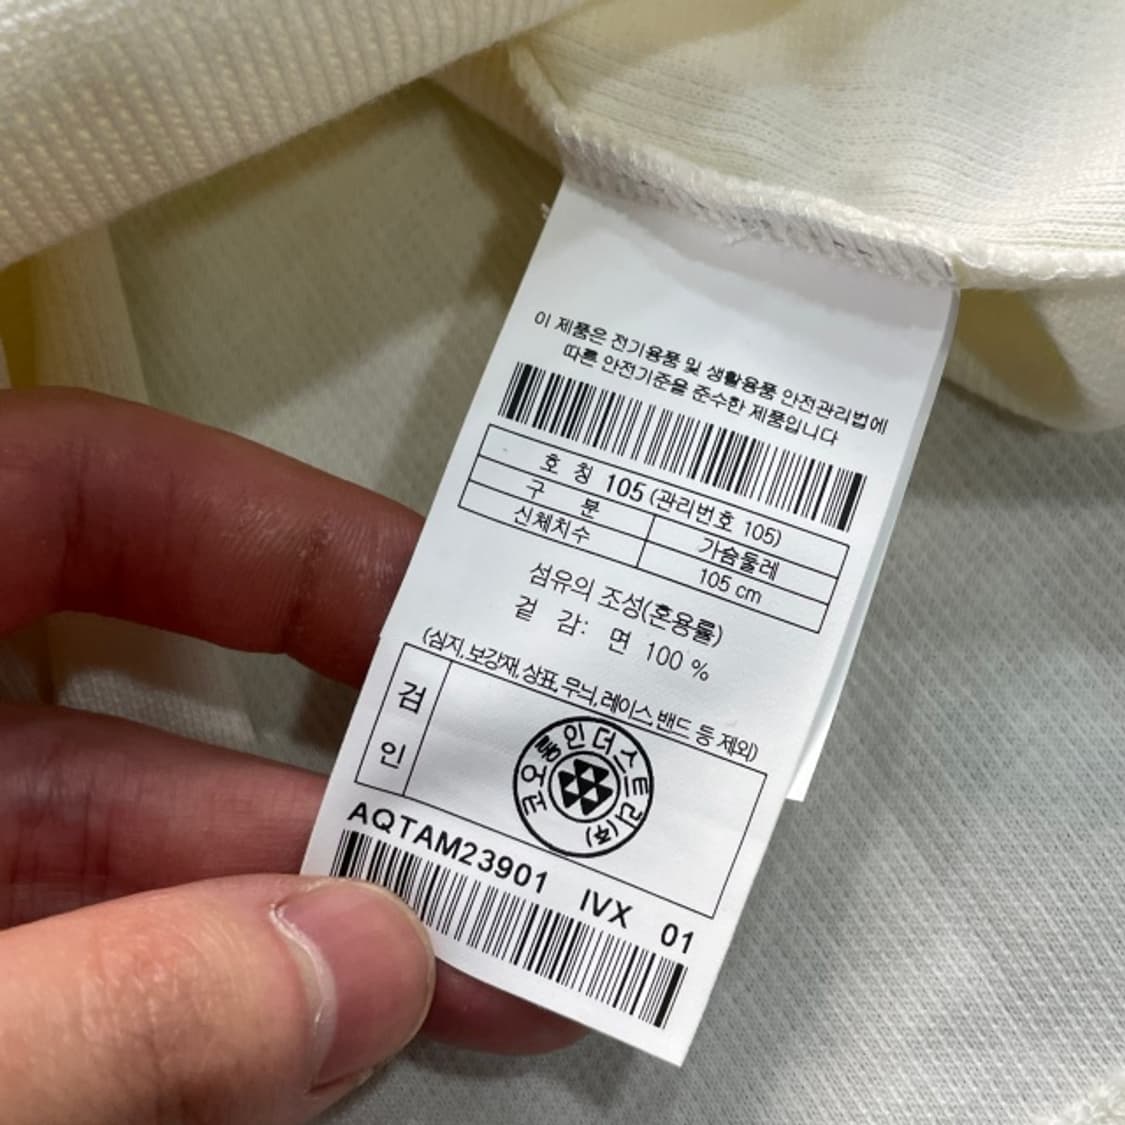 이 제품은 전기용품 및 생활용품 안전관리법에
따른 안전기준을 준수한 제품입니다
호 칭 105 (관리번호 105)
구 분 가슴둘레
신체치수 105 cm
섬유의 조성(혼용률)
겉 감: 면 100 %
(심지,보강재,상표,무늬,레이스,밴드 등 제외)
검인
코오롱인더스트리(주)
AQTAM23901 IVX 01